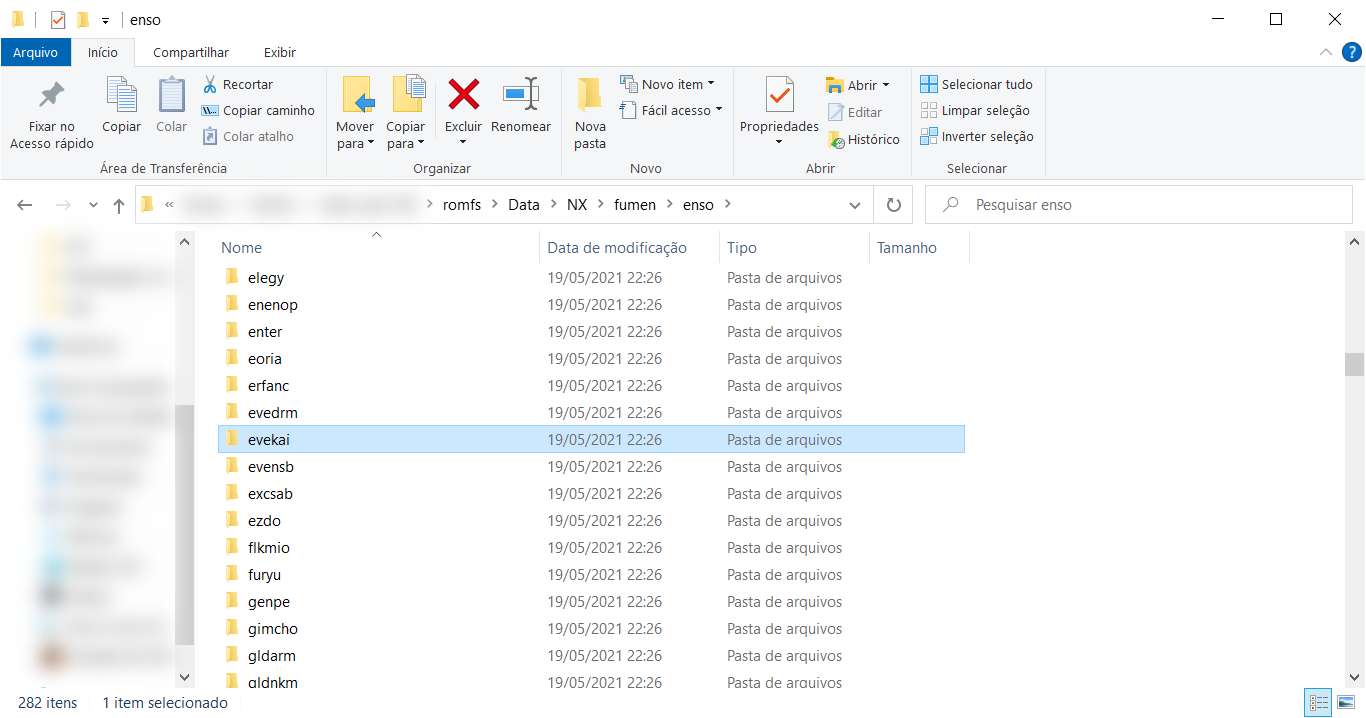 enso
Arquivo Início Compartilhar Exibir
Fixar no Acesso rápido
Copiar
Colar
Recortar
Copiar caminho
Colar atalho
Área de Transferência
Mover para
Copiar para
Excluir
Renomear
Organizar
Nova pasta
Novo item
Fácil acesso
Novo
Propriedades
Abrir
Editar
Histórico
Abrir
Selecionar tudo
Limpar seleção
Inverter seleção
Selecionar
« romfs > Data > NX > fumen > enso >
Pesquisar enso
Nome Data de modificação Tipo Tamanho
elegy 19/05/2021 22:26 Pasta de arquivos
enenop 19/05/2021 22:26 Pasta de arquivos
enter 19/05/2021 22:26 Pasta de arquivos
eoria 19/05/2021 22:26 Pasta de arquivos
erfanc 19/05/2021 22:26 Pasta de arquivos
evedrm 19/05/2021 22:26 Pasta de arquivos
evekai 19/05/2021 22:26 Pasta de arquivos
evensb 19/05/2021 22:26 Pasta de arquivos
excsab 19/05/2021 22:26 Pasta de arquivos
ezdo 19/05/2021 22:26 Pasta de arquivos
flkmio 19/05/2021 22:26 Pasta de arquivos
furyu 19/05/2021 22:26 Pasta de arquivos
genpe 19/05/2021 22:26 Pasta de arquivos
gimcho 19/05/2021 22:26 Pasta de arquivos
gldarm 19/05/2021 22:26 Pasta de arquivos
gldnkm 19/05/2021 22:26 Pasta de arquivos
282 itens 1 item selecionado